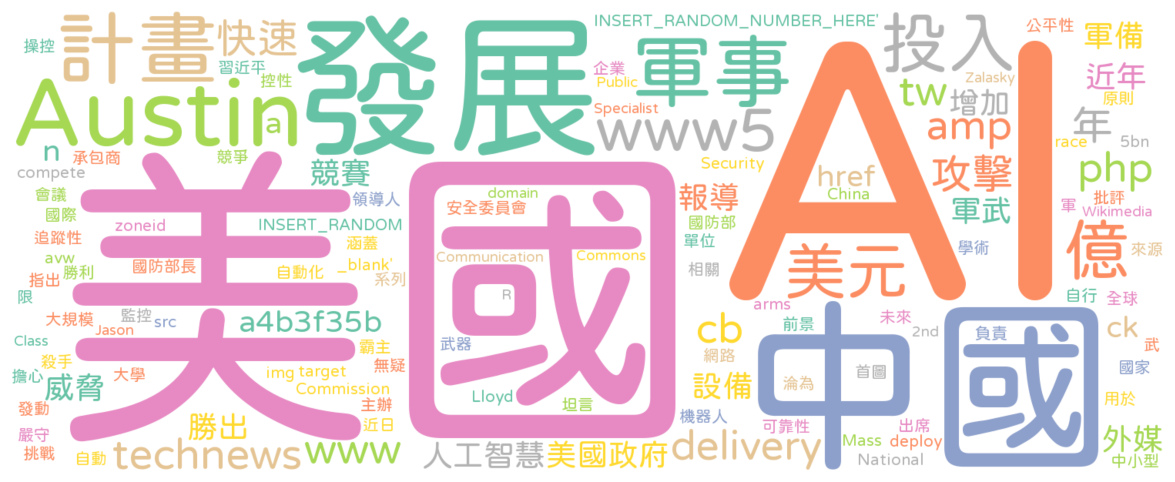 INSERT_RANDOM_NUMBER_HERE'
操控
計畫
快速
發展
軍事
投入
公平性
軍備
習近平
控性
企業
Public
Specialist
Zalasky
近年
原則
Austin
a
www5
tw
增加
amp
年
race
5bn
n
承包商
競爭
compete
競賽
Security
攻擊
php
AI
美國
會議
國際
領導人
domain
安全委員會
報導
href
China
軍武
批評
Wikimedia
軍
zoneid
INSERT_RANDOM
國防部
單位
億
來源
追蹤性
avw
勝利
指出
國防部長
涵蓋
自動化
_blank'
系列
Communication
Commons
相關
美元
學術
限
大規模
監控
src
Jason
a4b3f35b
R
武器
arms
自行
全球
Class
殺手
霸主
無疑
cb
網路
前景
未來
2nd
中國
負責
ck
武
擔心
威脅
大學
img
target
Commission
Lloyd
坦言
設備
淪為
首圖
國家
用於
發動
主辦
近日
機器人
可靠性
出席
嚴守
挑戰
勝出
自動
technews
www
人工智慧
美國政府
delivery
Mass
deploy
National
外媒
中小型